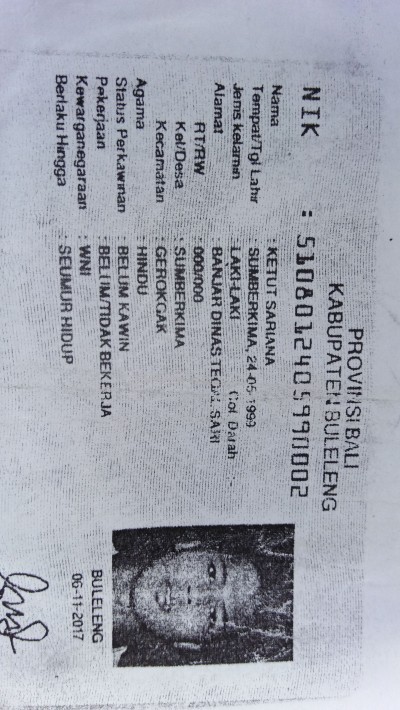 PROVINSI BALI
KABUPATEN BULELENG
NIK : 5108012405990002
Nama : KETUT SARIANA
Tempat/Tgl Lahir : SUMBERKIMA, 24-05-1999
Jenis kelamin : LAKI-LAKI Gol. Darah -
Alamat : BANJAR DINAS TEGAL SARI
RT/RW : 000/000
Kel/Desa : SUMBERKIMA
Kecamatan : GEROKGAK
Agama : HINDU
Status Perkawinan : BELUM KAWIN
Pekerjaan : BELUM/TIDAK BEKERJA
Kewarganegaraan : WNI
Berlaku Hingga : SEUMUR HIDUP
BULELENG
06-11-2017